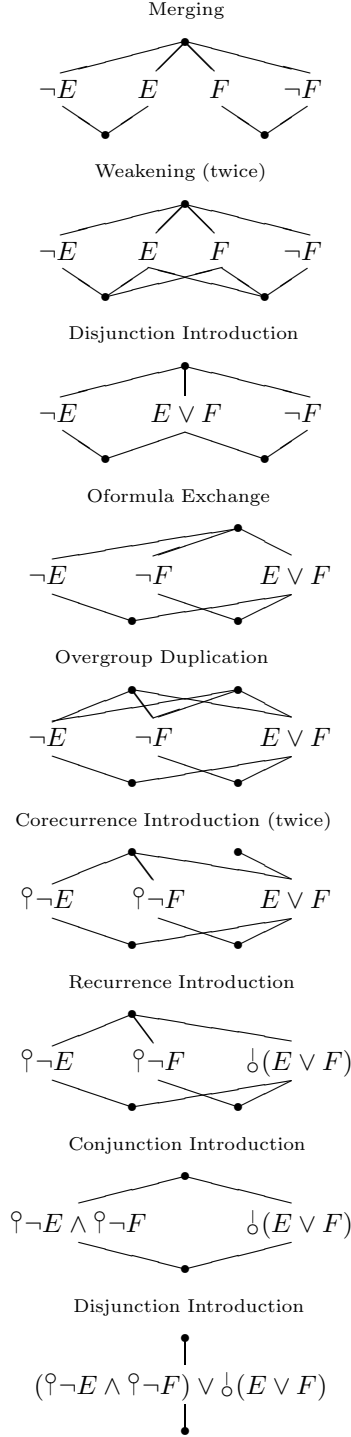 Merging
¬E E F ¬F
Weakening (twice)
¬E E F ¬F
Disjunction Introduction
¬E E ∨ F ¬F
Oformula Exchange
¬E ¬F E ∨ F
Overgroup Duplication
¬E ¬F E ∨ F
Corecurrence Introduction (twice)
⫯¬E ⫯¬F E ∨ F
Recurrence Introduction
⫯¬E ⫯¬F ⫰(E ∨ F)
Conjunction Introduction
⫯¬E ∧ ⫯¬F ⫰(E ∨ F)
Disjunction Introduction
(⫯¬E ∧ ⫯¬F) ∨ ⫰(E ∨ F)